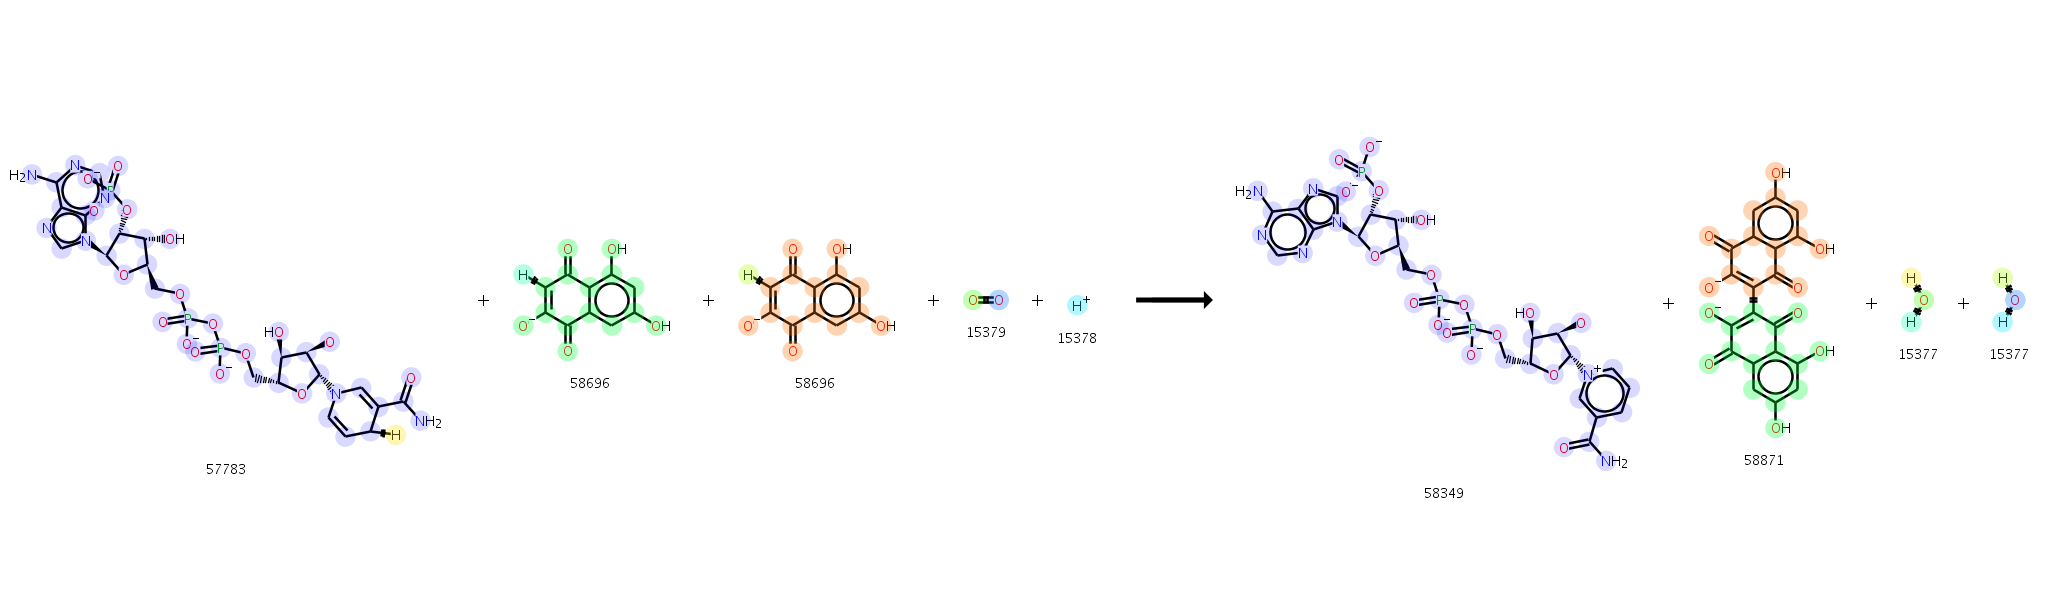 57783
+
58696
+
58696
+
15379
+
15378
58349
+
58871
+
15377
+
15377
H₂N
N
N
N
N
N
O⁻
P
O
O
O
OH
O
O
O
P
O⁻
O
O
P
O⁻
O
HO
O
O
N
O
NH₂
H
H
O
OH
O⁻
O
OH
H
O
OH
O⁻
O
OH
O
O
H⁺
O⁻
O
P
O⁻
O
H₂N
N
N
N
N
OH
O
O
O
P
O⁻
O
O
P
O⁻
O
HO
O
O
N⁺
O
NH₂
OH
O
OH
O⁻
O
O⁻
O
O
OH
OH
H
O
H
H
O
H